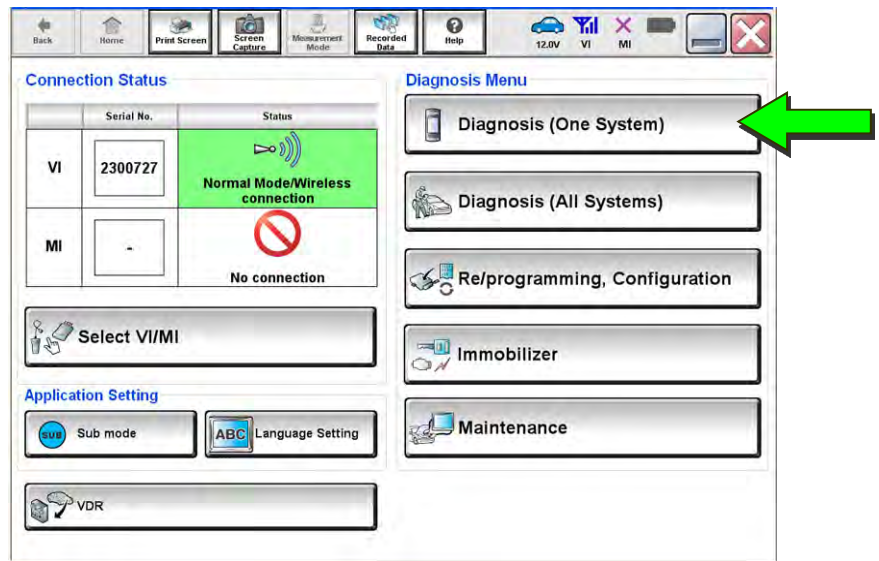 Back
Home
Print Screen
Screen
Capture
Measurement
Mode
Recorded
Data
Help
12.0V
VI
MI
Connection Status
Serial No.
Status
VI
2300727
Normal Mode/Wireless
connection
MI
-
No connection
Select VI/MI
Application Setting
SUB
Sub mode
ABC
Language Setting
VDR
Diagnosis Menu
Diagnosis (One System)
Diagnosis (All Systems)
Re/programming, Configuration
Immobilizer
Maintenance